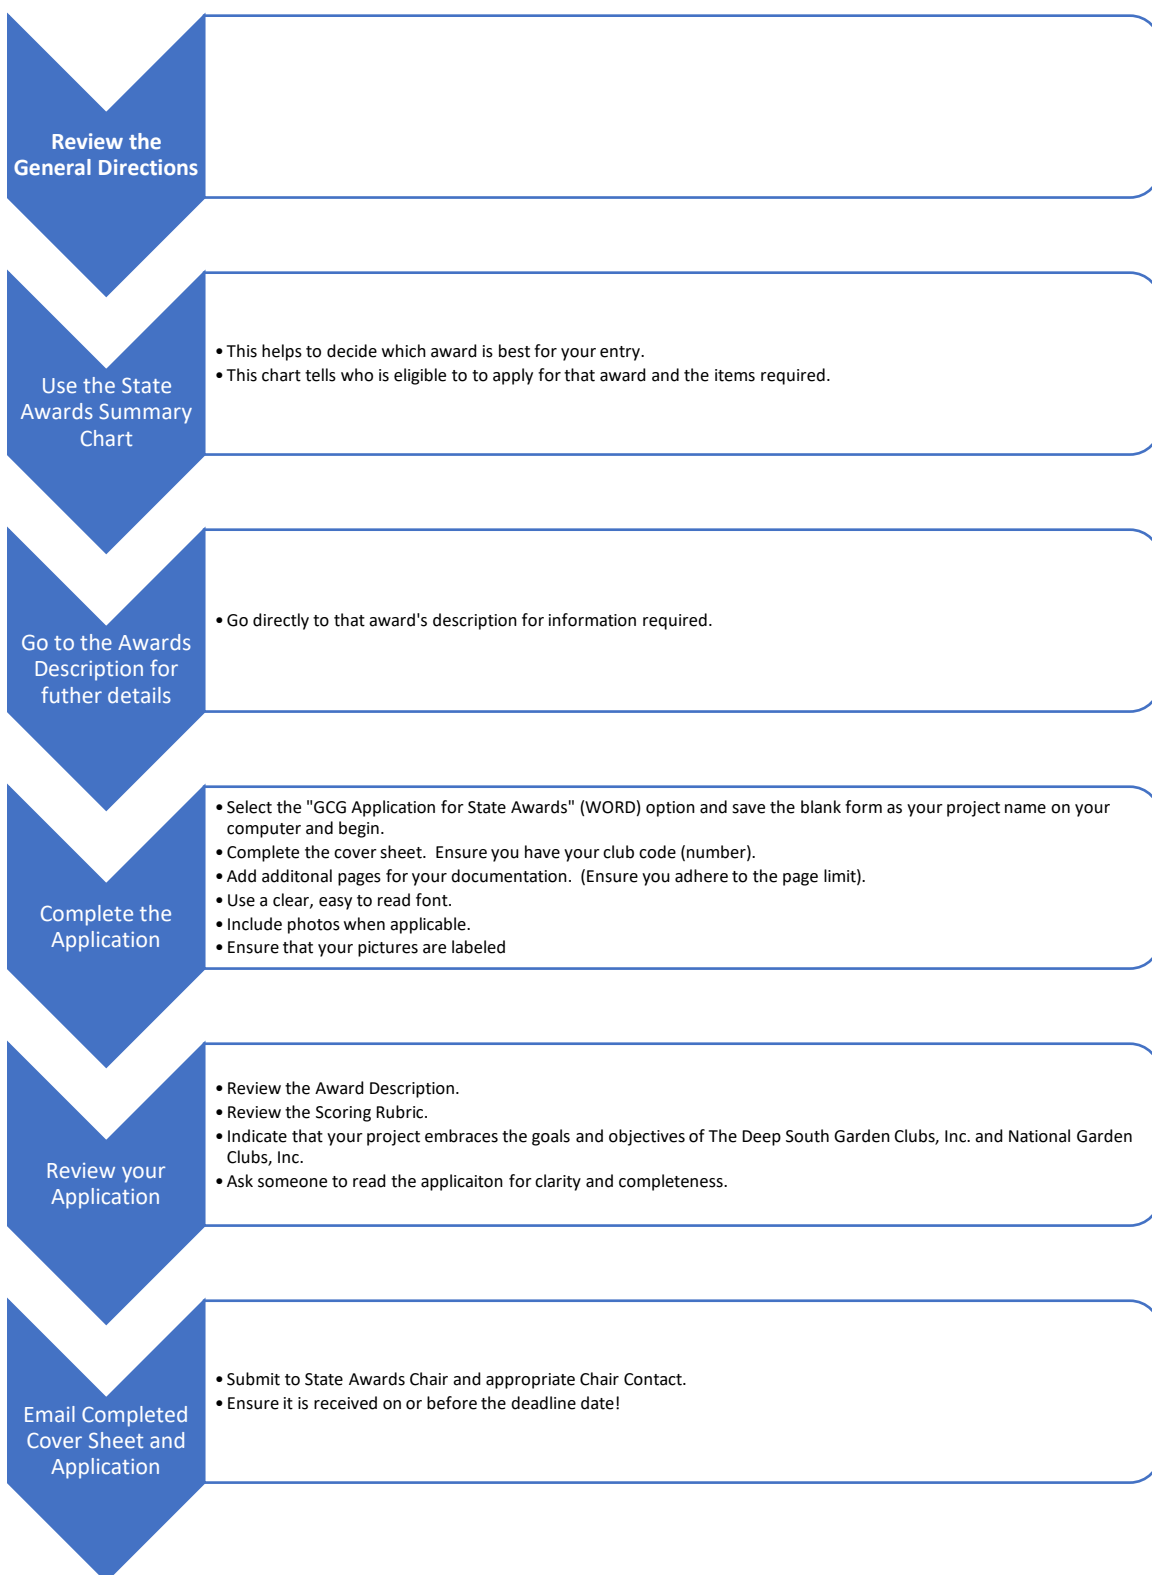 Review the
General Directions
Use the State
Awards Summary
Chart
• This helps to decide which award is best for your entry.
• This chart tells who is eligible to to apply for that award and the items required.
Go to the Awards
Description for
futher details
• Go directly to that award's description for information required.
Complete the
Application
• Select the "GCG Application for State Awards" (WORD) option and save the blank form as your project name on your
computer and begin.
• Complete the cover sheet. Ensure you have your club code (number).
• Add additonal pages for your documentation. (Ensure you adhere to the page limit).
• Use a clear, easy to read font.
• Include photos when applicable.
• Ensure that your pictures are labeled
Review your
Application
• Review the Award Description.
• Review the Scoring Rubric.
• Indicate that your project embraces the goals and objectives of The Deep South Garden Clubs, Inc. and National Garden
Clubs, Inc.
• Ask someone to read the applicaiton for clarity and completeness.
Email Completed
Cover Sheet and
Application
• Submit to State Awards Chair and appropriate Chair Contact.
• Ensure it is received on or before the deadline date!